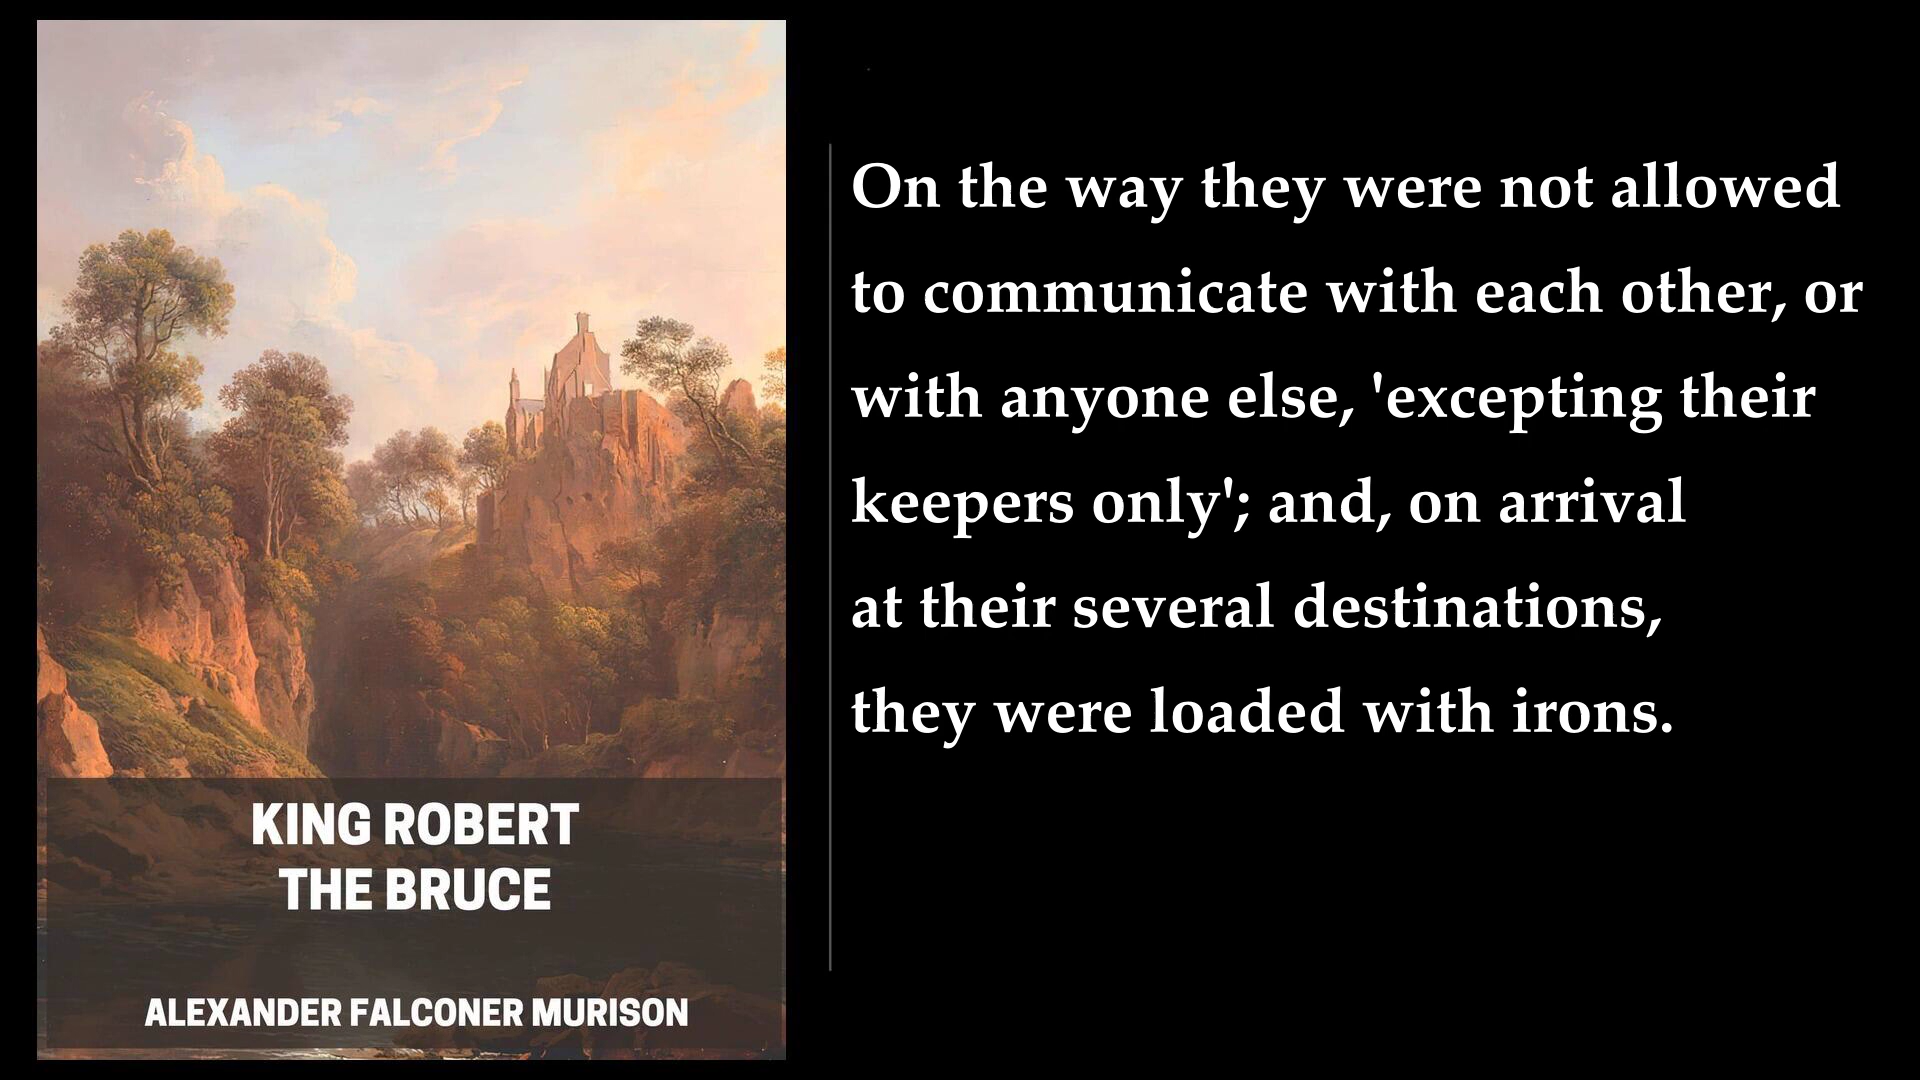 KING ROBERT
THE BRUCE
ALEXANDER FALCONER MURISON
On the way they were not allowed
to communicate with each other, or
with anyone else, 'excepting their
keepers only'; and, on arrival
at their several destinations,
they were loaded with irons.